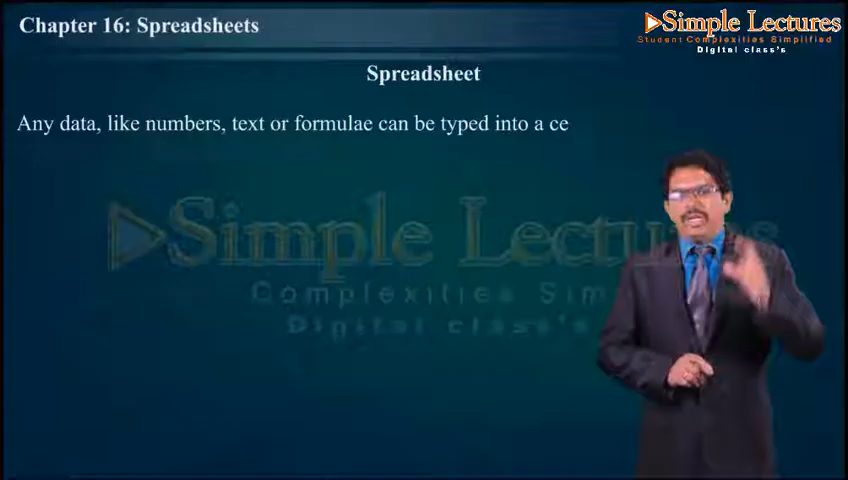 Chapter 16: Spreadsheets
Simple Lectures
Student Complexities Simplified
Digital class's
Spreadsheet
Any data, like numbers, text or formulae can be typed into a ce
Simple Lectures
Complexities Sim
Digital class's